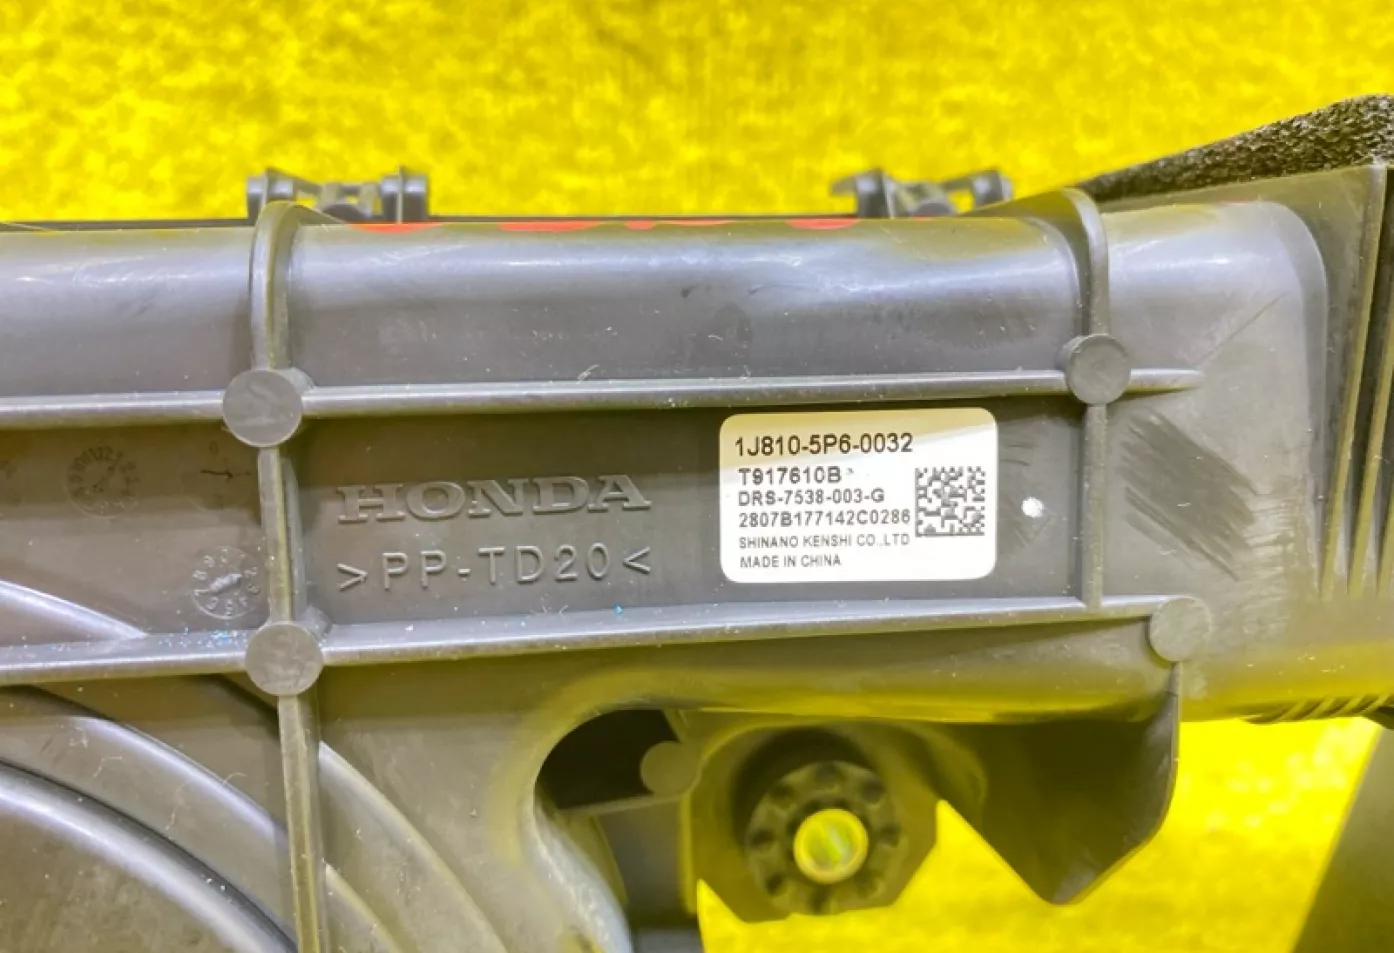 HONDA
>PP-TD20<
1J810-5P6-0032
T917610B
DRS-7538-003-G
2807B177142C0286
SHINANO KENSHI CO.,LTD
MADE IN CHINA